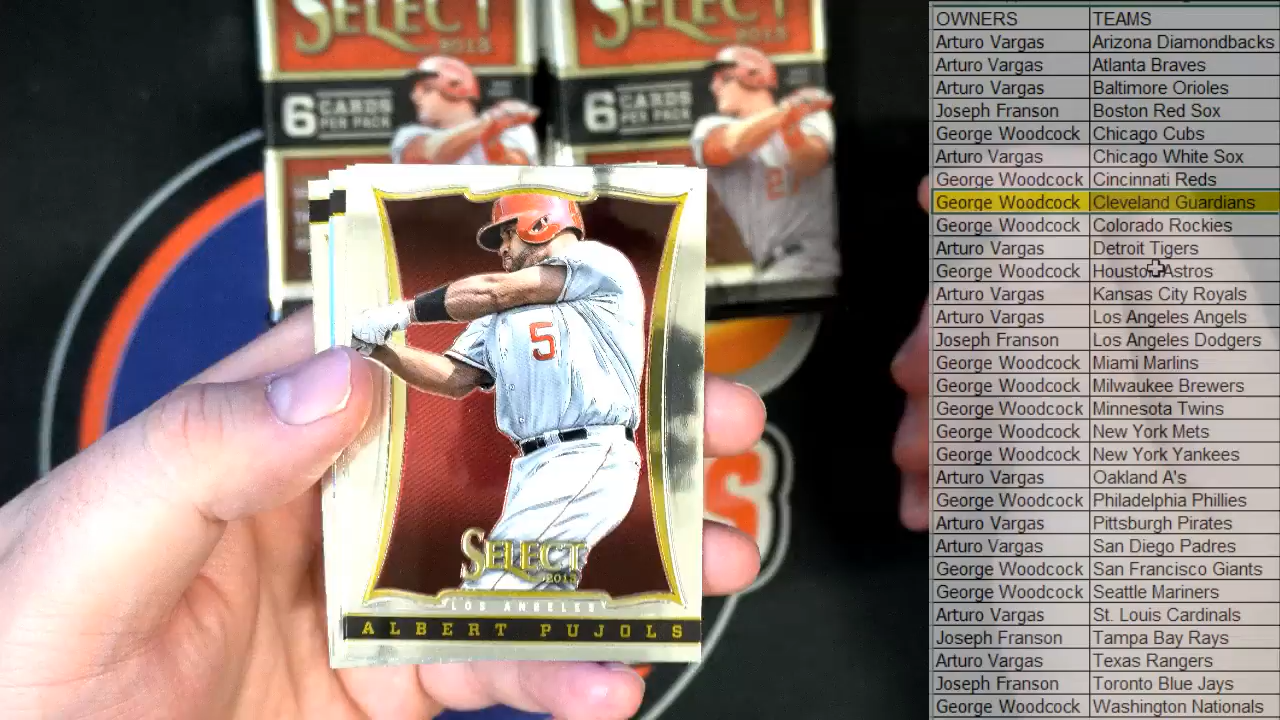 SELECT
2013
6 CARDS
PER PACK
SELECT
2013
6 CARDS
PER PACK
5
SELECT
2013
LOS ANGELES
ALBERT PUJOLS
OWNERS TEAMS
Arturo Vargas Arizona Diamondbacks
Arturo Vargas Atlanta Braves
Arturo Vargas Baltimore Orioles
Joseph Franson Boston Red Sox
George Woodcock Chicago Cubs
Arturo Vargas Chicago White Sox
George Woodcock Cincinnati Reds
George Woodcock Cleveland Guardians
George Woodcock Colorado Rockies
Arturo Vargas Detroit Tigers
George Woodcock Houston Astros
Arturo Vargas Kansas City Royals
Arturo Vargas Los Angeles Angels
Joseph Franson Los Angeles Dodgers
George Woodcock Miami Marlins
George Woodcock Milwaukee Brewers
George Woodcock Minnesota Twins
George Woodcock New York Mets
George Woodcock New York Yankees
Arturo Vargas Oakland A's
George Woodcock Philadelphia Phillies
Arturo Vargas Pittsburgh Pirates
Arturo Vargas San Diego Padres
George Woodcock San Francisco Giants
George Woodcock Seattle Mariners
Arturo Vargas St. Louis Cardinals
Joseph Franson Tampa Bay Rays
Arturo Vargas Texas Rangers
Joseph Franson Toronto Blue Jays
George Woodcock Washington Nationals